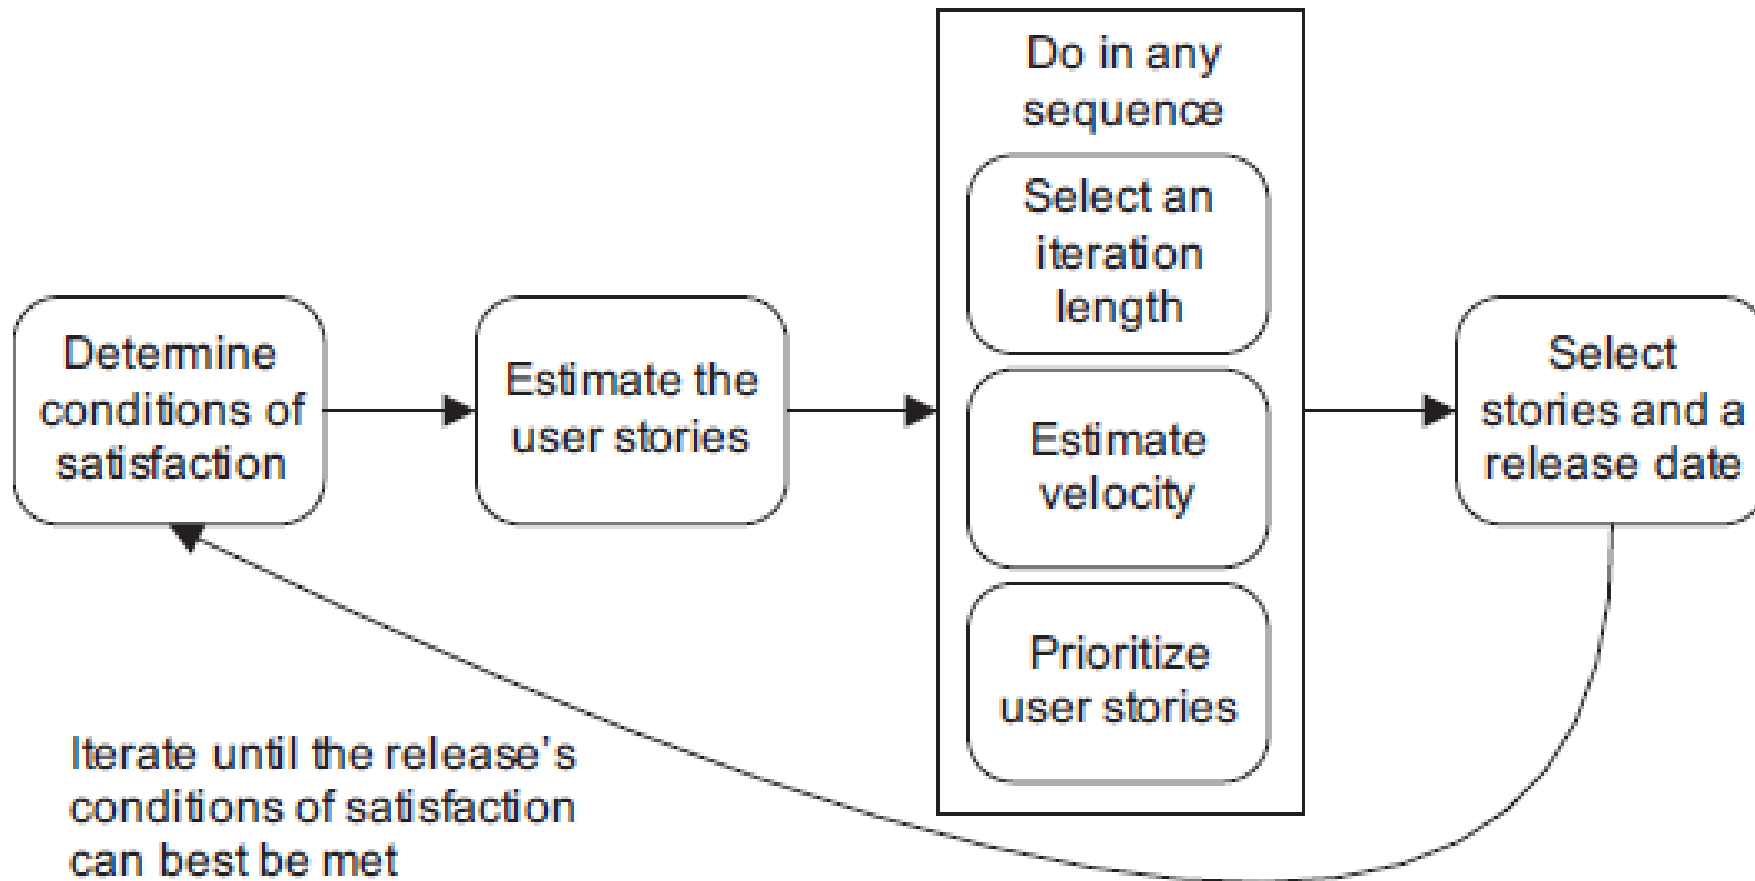 Determine
conditions of
satisfaction
Estimate the
user stories
Do in any
sequence
Select an
iteration
length
Estimate
velocity
Prioritize
user stories
Select
stories and a
release date
Iterate until the release's
conditions of satisfaction
can best be met